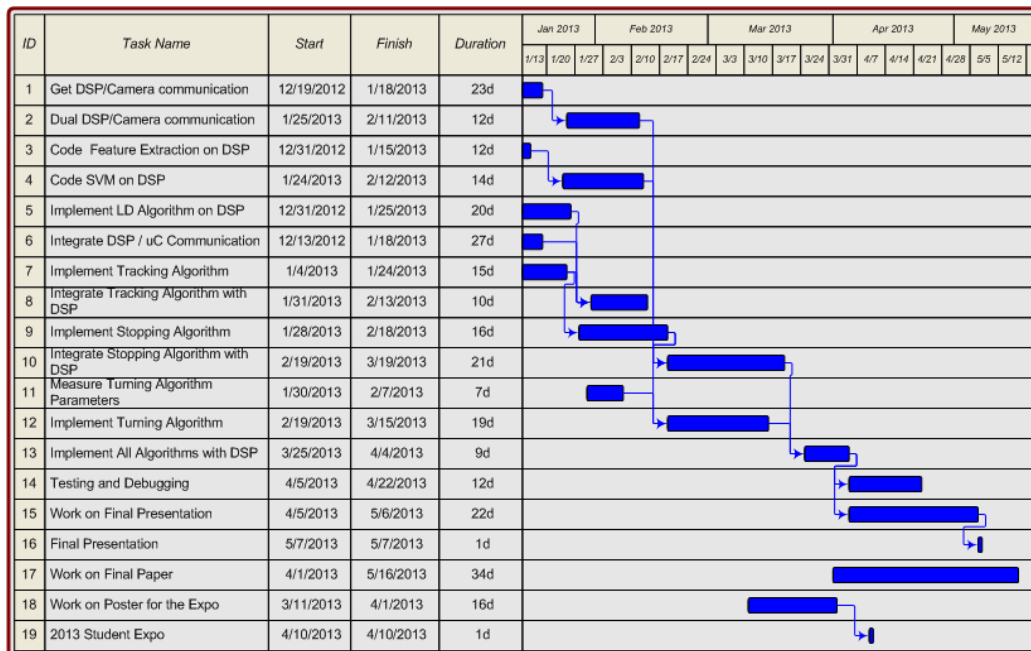 ID Task Name Start Finish Duration Jan 2013 Feb 2013 Mar 2013 Apr 2013 May 2013
1/13 1/20 1/27 2/3 2/10 2/17 2/24 3/3 3/10 3/17 3/24 3/31 4/7 4/14 4/21 4/28 5/5 5/12
1 Get DSP/Camera communication 12/19/2012 1/18/2013 23d
2 Dual DSP/Camera communication 1/25/2013 2/11/2013 12d
3 Code Feature Extraction on DSP 12/31/2012 1/15/2013 12d
4 Code SVM on DSP 1/24/2013 2/12/2013 14d
5 Implement LD Algorithm on DSP 12/31/2012 1/25/2013 20d
6 Integrate DSP / uC Communication 12/13/2012 1/18/2013 27d
7 Implement Tracking Algorithm 1/4/2013 1/24/2013 15d
8 Integrate Tracking Algorithm with
DSP 1/31/2013 2/13/2013 10d
9 Implement Stopping Algorithm 1/28/2013 2/18/2013 16d
10 Integrate Stopping Algorithm with
DSP 2/19/2013 3/19/2013 21d
11 Measure Turning Algorithm
Parameters 1/30/2013 2/7/2013 7d
12 Implement Turning Algorithm 2/19/2013 3/15/2013 19d
13 Implement All Algorithms with DSP 3/25/2013 4/4/2013 9d
14 Testing and Debugging 4/5/2013 4/22/2013 12d
15 Work on Final Presentation 4/5/2013 5/6/2013 22d
16 Final Presentation 5/7/2013 5/7/2013 1d
17 Work on Final Paper 4/1/2013 5/16/2013 34d
18 Work on Poster for the Expo 3/11/2013 4/1/2013 16d
19 2013 Student Expo 4/10/2013 4/10/2013 1d